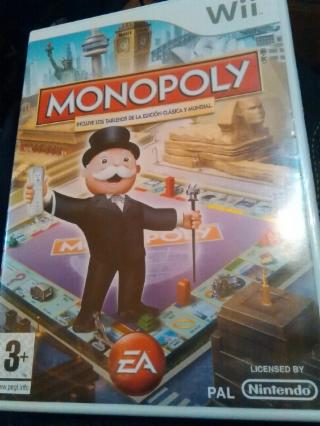 Wii
MONOPOLY
INCLUYE LOS TABLEROS DE LA EDICIÓN CLÁSICA Y MUNDIAL
3+
www.pegi.info
EA
LICENSED BY
PAL Nintendo